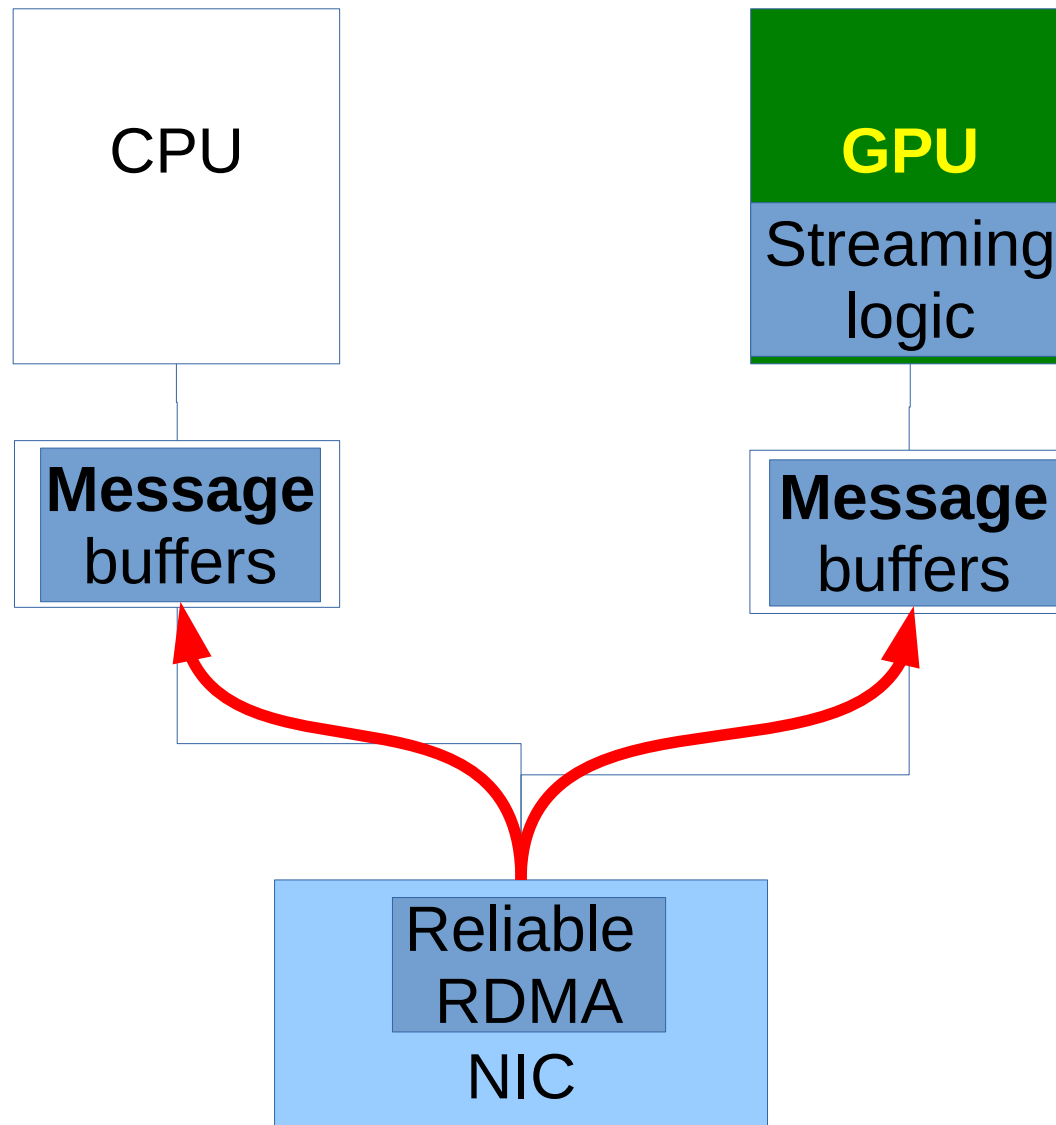 CPU
GPU
Streaming
logic
Message
buffers
Message
buffers
Reliable
RDMA
NIC